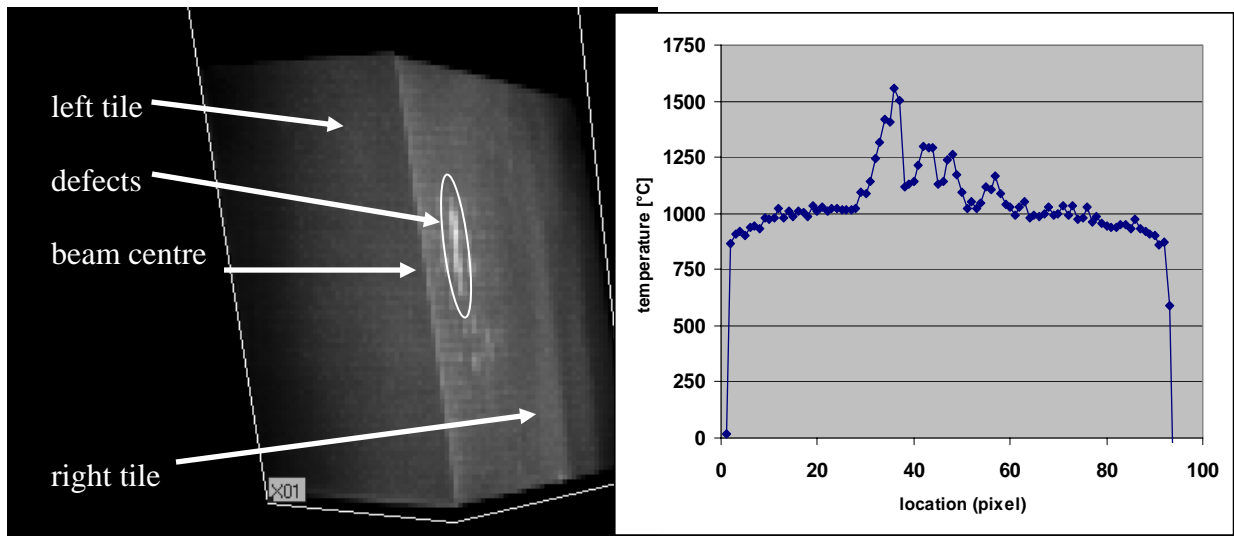 left tile
defects
beam centre
right tile
X01
1750
1500
1250
1000
750
500
250
0
temperature [°C]
0 20 40 60 80 100
location (pixel)